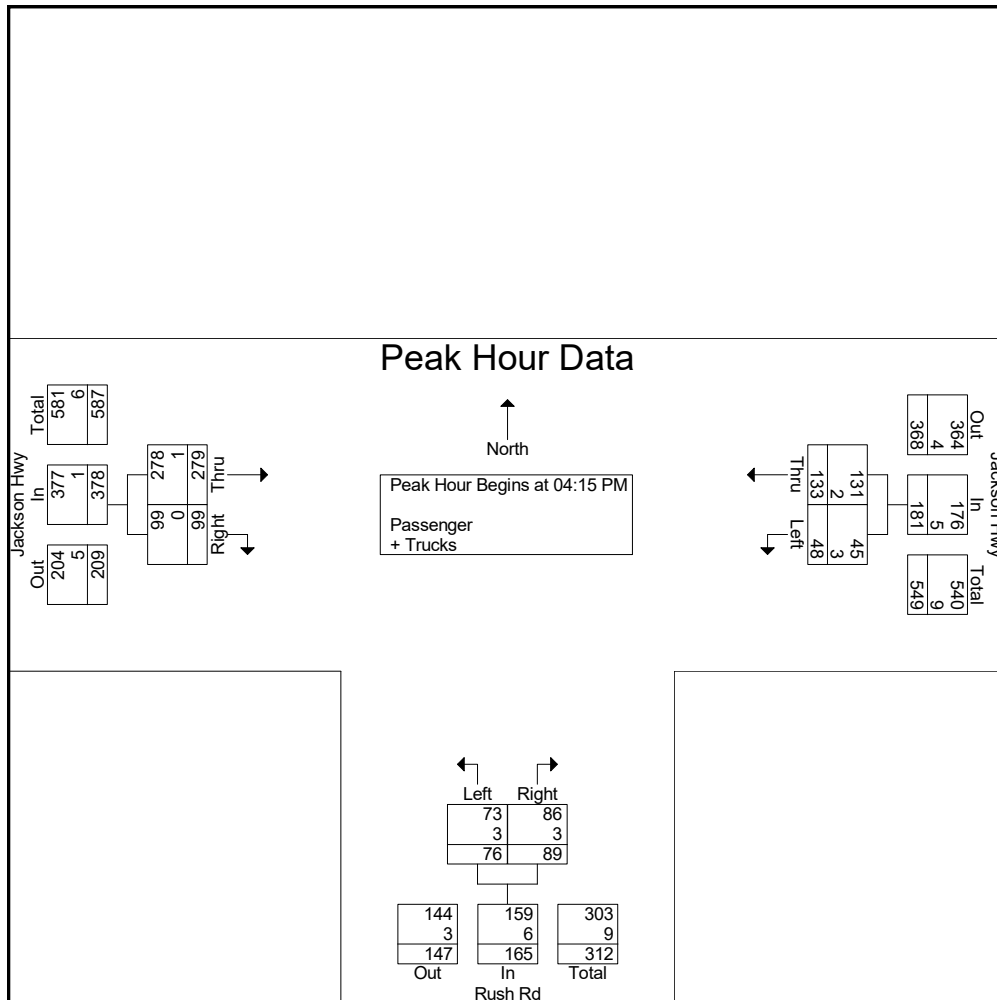 Peak Hour Data
North
Peak Hour Begins at 04:15 PM
Passenger
+ Trucks
Jackson Hwy
Total
581
6
587
In
377
1
378
Out
204
5
209
Thru
278
1
279
Right
99
0
99
Jackson Hwy
Out
364
4
368
In
176
5
181
Total
540
9
549
Thru
131
2
133
Left
45
3
48
Left Right
73 86
3 3
76 89
144 159 303
3 6 9
147 165 312
Out In Total
Rush Rd